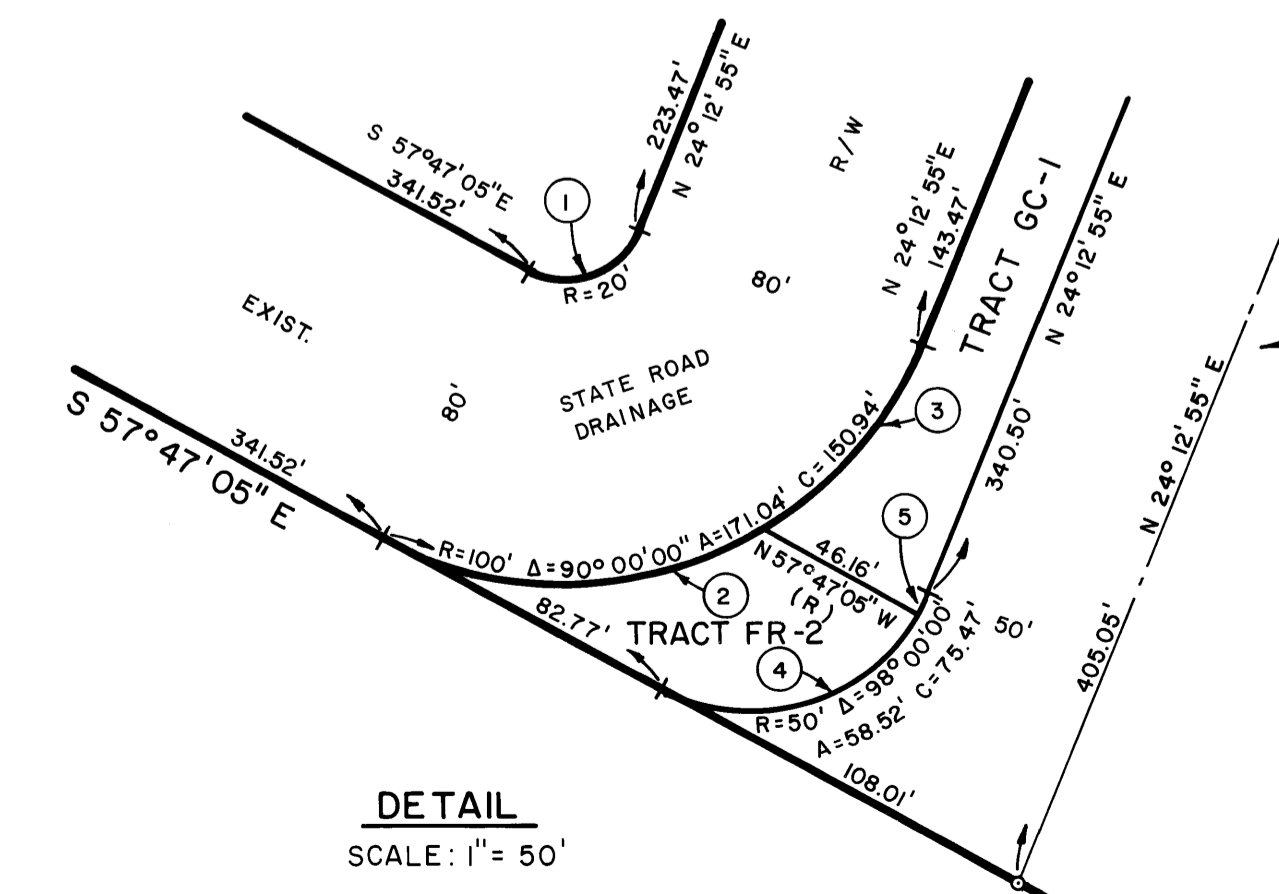 223.47'
N 24° 12' 55" E
S 57°47'05"E
341.52'
1
R=20'
R/W
80'
N 24° 12' 55"E
143.47'
TRACT GC-1
N 24°12'55" E
340.50'
EXIST.
80'
STATE ROAD
DRAINAGE
S 57°47'05" E
341.52'
R=100' Δ=90°00'00" A=171.04' C=150.94'
3
2
5
46.16'
N57°47'05" W
(R)
82.77'
TRACT FR-2
4
R=50' Δ=98°00'00"
A=58.52' C=75.47'
50'
108.01'
N 24° 12'55" E
405.05'
DETAIL
SCALE: 1"= 50'